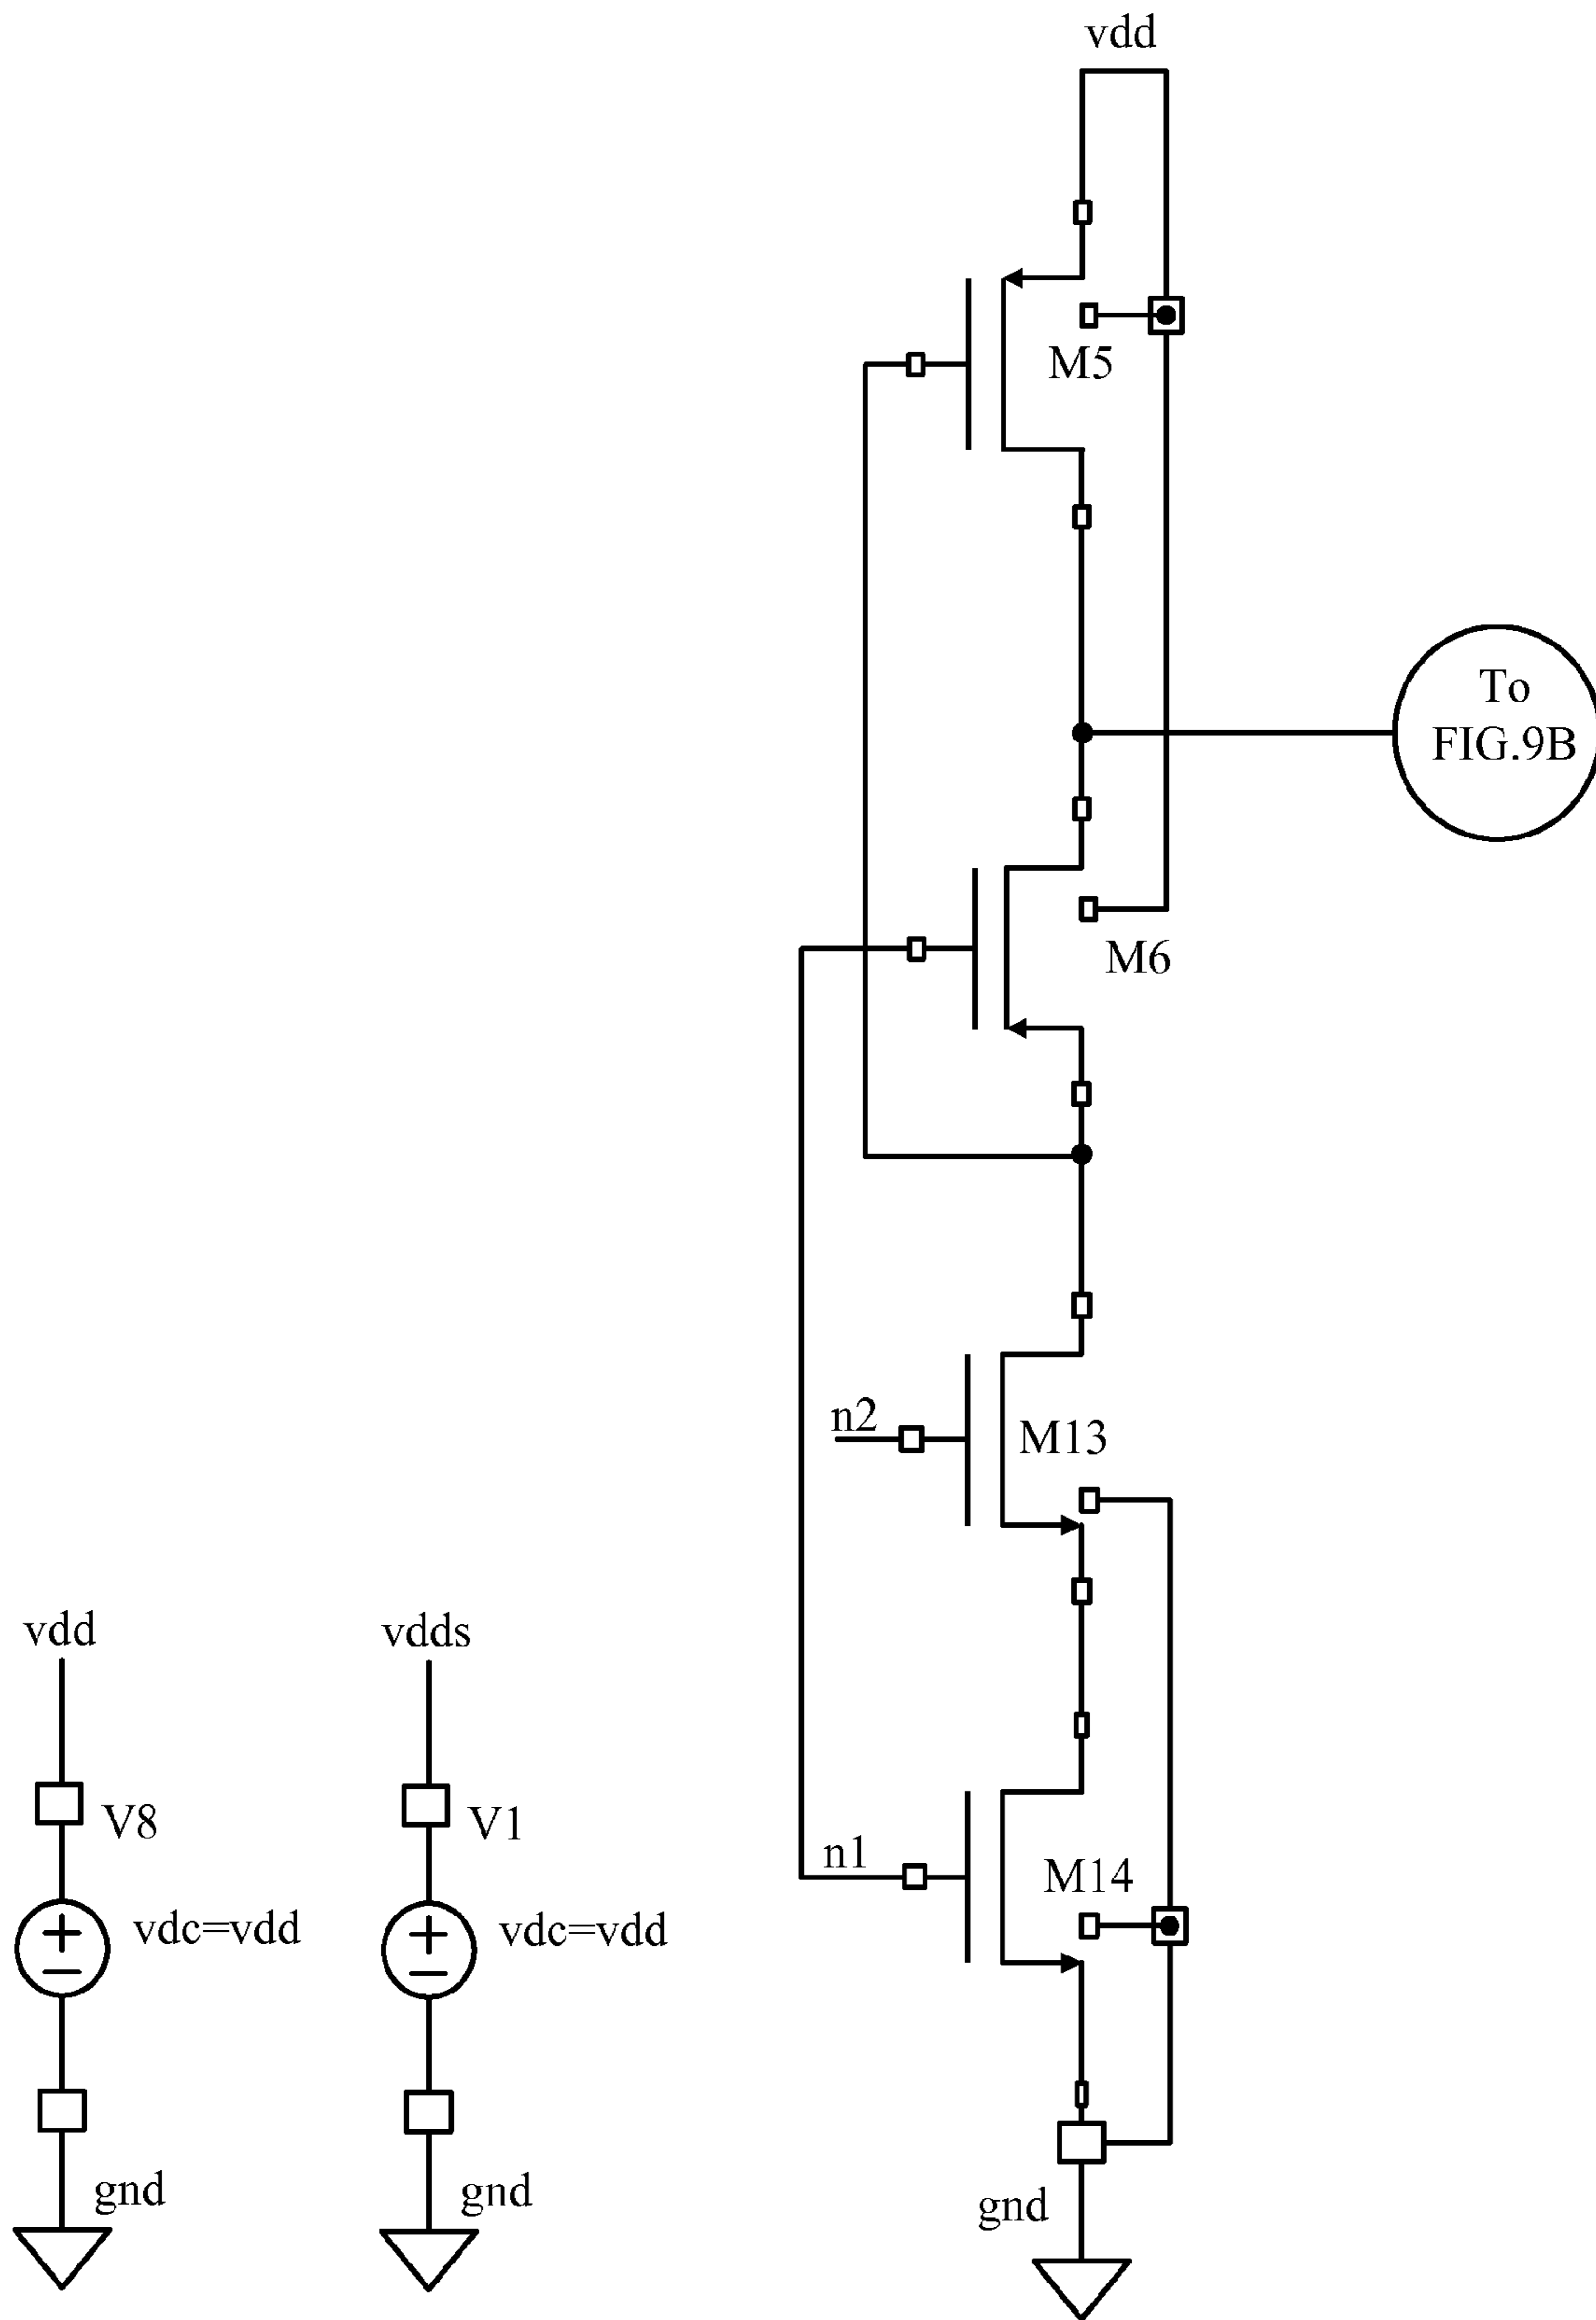 vdd
M5
To
FIG.9B
M6
n2
M13
vdd
vdds
V8
V1
n1
M14
vdc=vdd
vdc=vdd
gnd
gnd
gnd